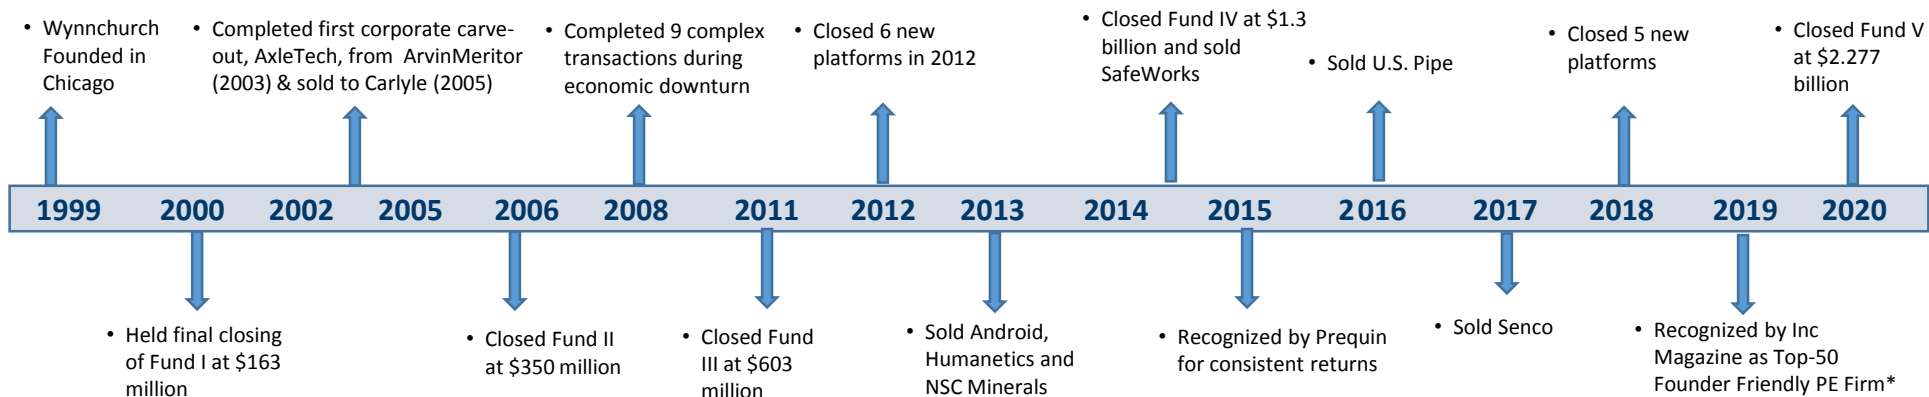 • Wynnchurch
Founded in
Chicago
• Completed first corporate carve-
out, AxleTech, from ArvinMeritor
(2003) & sold to Carlyle (2005)
• Completed 9 complex
transactions during
economic downturn
• Closed 6 new
platforms in 2012
• Closed Fund IV at $1.3
billion and sold
SafeWorks
• Sold U.S. Pipe
• Closed 5 new
platforms
• Closed Fund V
at $2.277
billion
1999 2000 2002 2005 2006 2008 2011 2012 2013 2014 2015 2016 2017 2018 2019 2020
• Held final closing
of Fund I at $163
million
• Closed Fund II
at $350 million
• Closed Fund
III at $603
million
• Sold Android,
Humanetics and
NSC Minerals
• Recognized by Prequin
for consistent returns
• Sold Senco
• Recognized by Inc
Magazine as Top-50
Founder Friendly PE Firm*